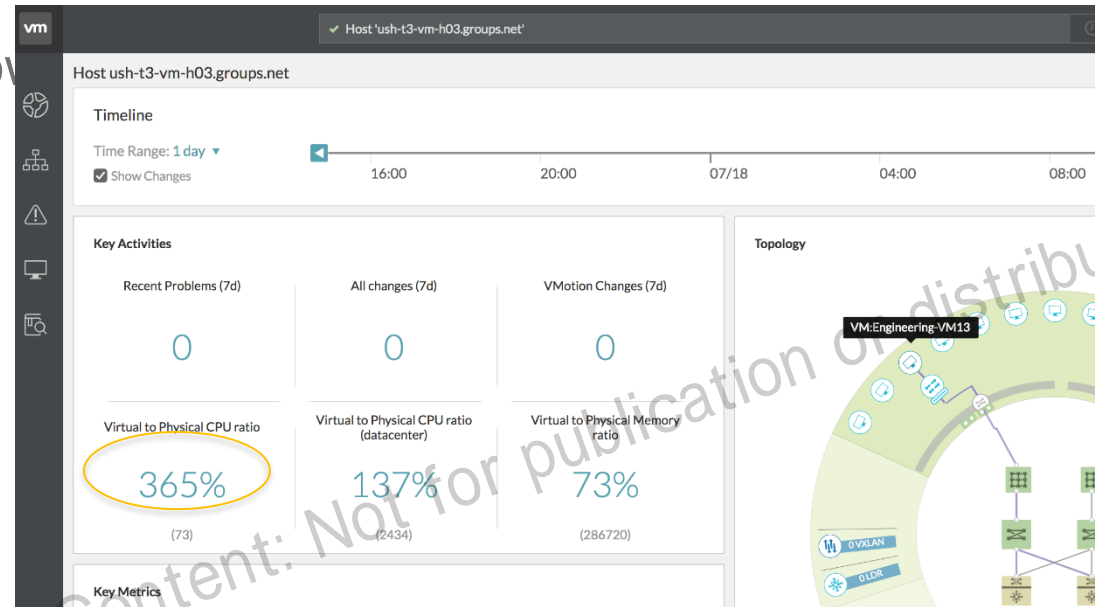 vm
Host 'ush-t3-vm-h03.groups.net'
Host ush-t3-vm-h03.groups.net
Timeline
Time Range: 1 day
Show Changes
16:00
20:00
07/18
04:00
08:00
Key Activities
Recent Problems (7d)
All changes (7d)
VMotion Changes (7d)
0
0
0
Virtual to Physical CPU ratio
Virtual to Physical CPU ratio
(datacenter)
Virtual to Physical Memory
ratio
365%
137%
73%
(73)
(2434)
(286720)
Key Metrics
Topology
VM:Engineering-VM13
0 VXLAN
0 LDR
ontent: Not for publication or distribu